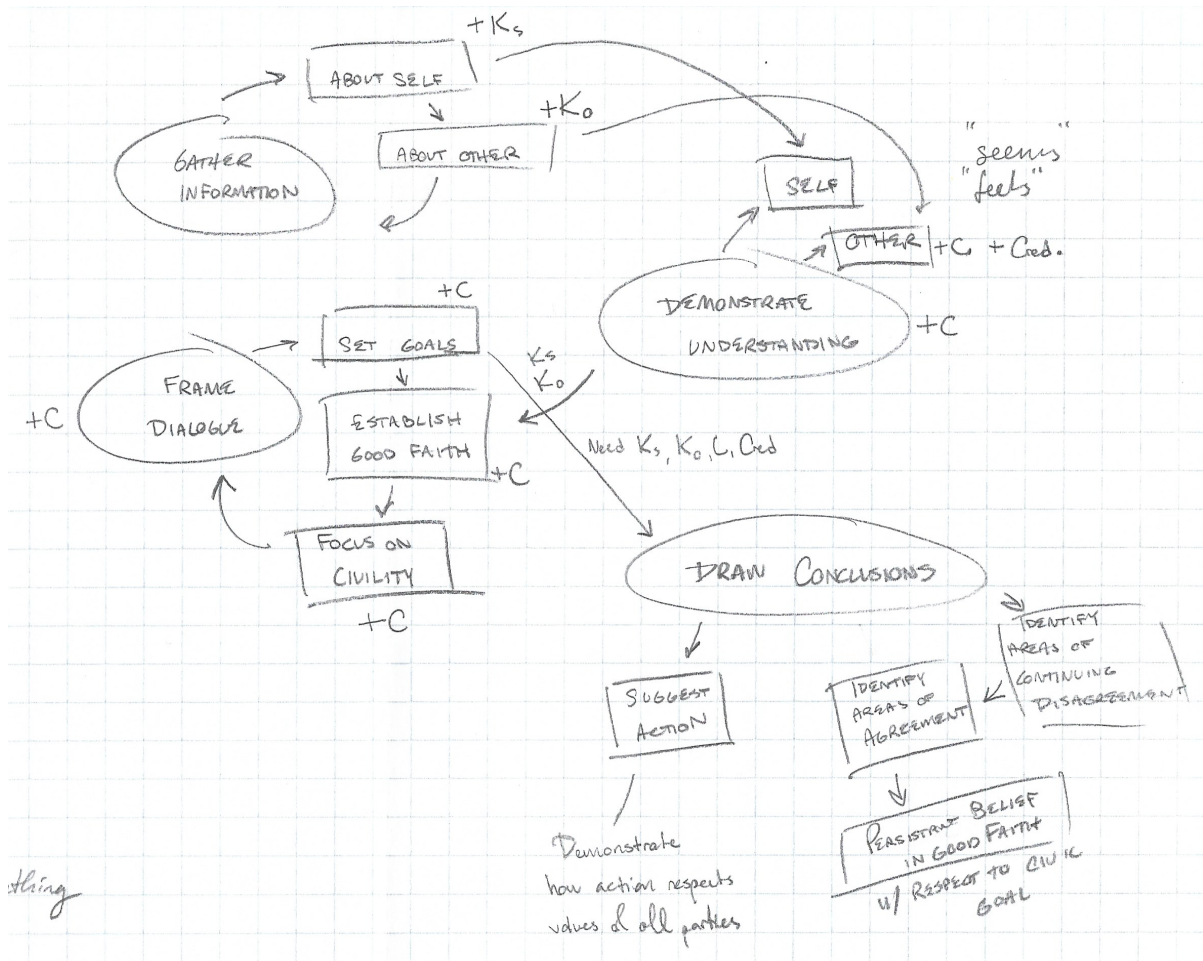 +Ks
ABOUT SELF
+Ko
ABOUT OTHER
GATHER
INFORMATION
"seems"
"feels"
SELF
OTHER +C + Cred.
DEMONSTRATE
UNDERSTANDING
+C
+C
SET GOALS
Ks
Ko
FRAME
DIALOGUE
+C
ESTABLISH
GOOD FAITH
+C
Need Ks, Ko, C, Cred
FOCUS ON
CIVILITY
+C
DRAW CONCLUSIONS
SUGGEST
ACTION
IDENTIFY
AREAS OF
AGREEMENT
IDENTIFY
AREAS OF
CONTINUING
DISAGREEMENT
PERSISTANT BELIEF
IN GOOD FAITH
W/ RESPECT TO CIVIC
GOAL
Demonstrate
how action respects
values of all parties
ething